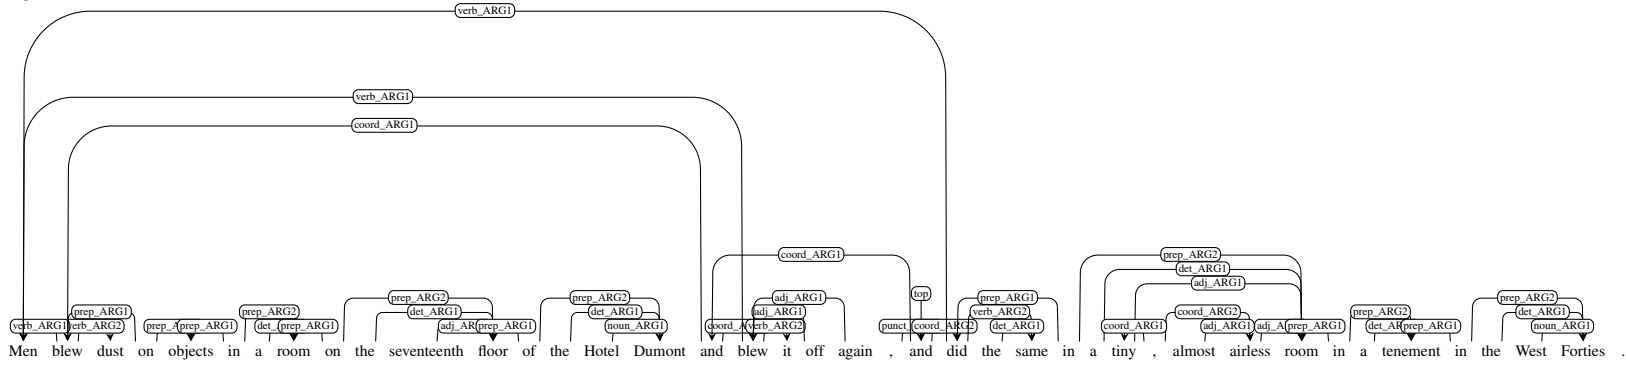 verb_ARG1
verb_ARG1
coord_ARG1
coord_ARG1 prep_ARG2
det_ARG1
adj_ARG1
top
prep_ARG2 prep_ARG2 adj_ARG1 prep_ARG1 prep_ARG2
prep_ARG1 prep_ARG2 det_ARG1 det_ARG1 adj_ARG1 verb_ARG2 coord_ARG2 prep_ARG2 det_ARG1
verb_ARG1 verb_ARG2 prep_ARG1 prep_ARG1 prep_ARG1 noun_ARG1 verb_ARG2 coord_ARG2 det_ARG1 coord_ARG1 adj_ARG1 prep_ARG1 prep_ARG1 noun_ARG1
Men blew dust on objects in a room on the seventeenth floor of the Hotel Dumont and blew it off again , and did the same in a tiny , almost airless room in a tenement in the West Forties .